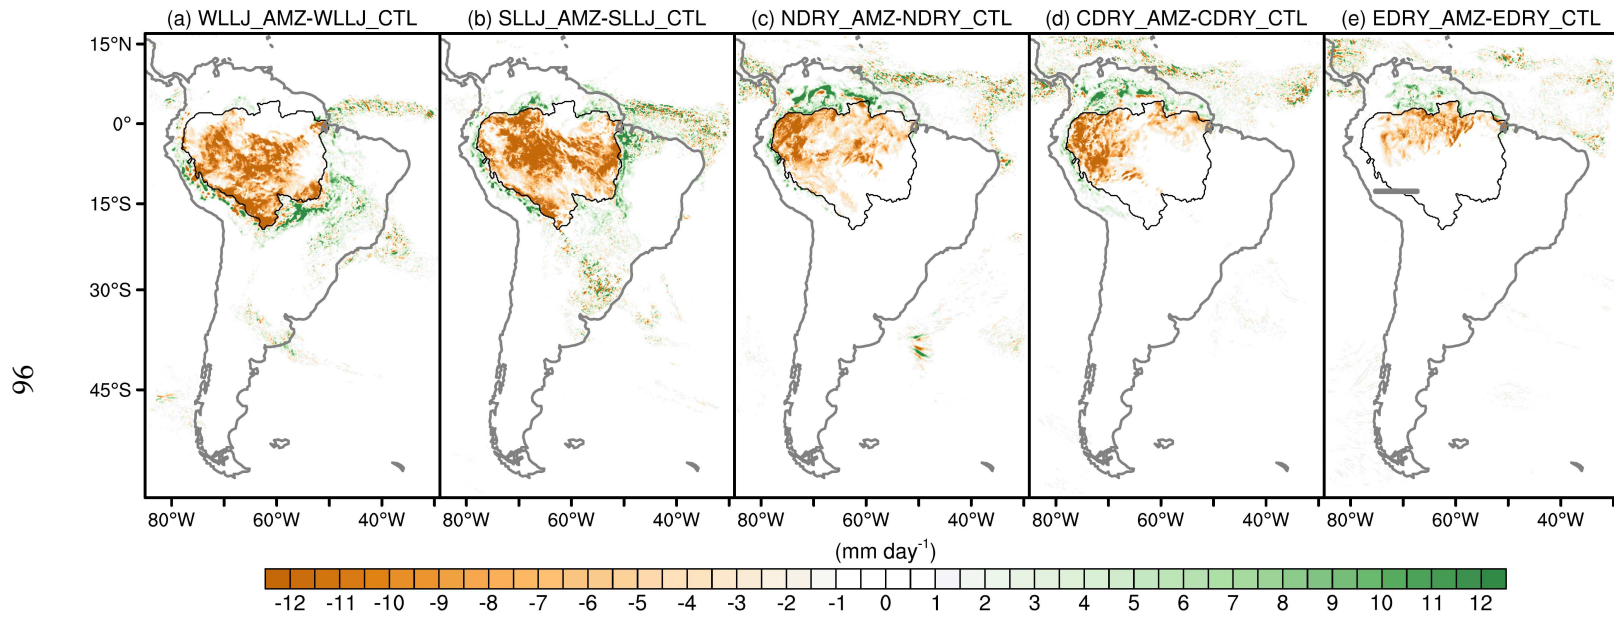 (a) WLLJ_AMZ-WLLJ_CTL (b) SLLJ_AMZ-SLLJ_CTL (c) NDRY_AMZ-NDRY_CTL (d) CDRY_AMZ-CDRY_CTL (e) EDRY_AMZ-EDRY_CTL
15°N
0°
15°S
30°S
45°S
96
80°W 60°W 40°W 80°W 60°W 40°W 80°W 60°W 40°W 80°W 60°W 40°W 80°W 60°W 40°W
(mm day⁻¹)
-12 -11 -10 -9 -8 -7 -6 -5 -4 -3 -2 -1 0 1 2 3 4 5 6 7 8 9 10 11 12